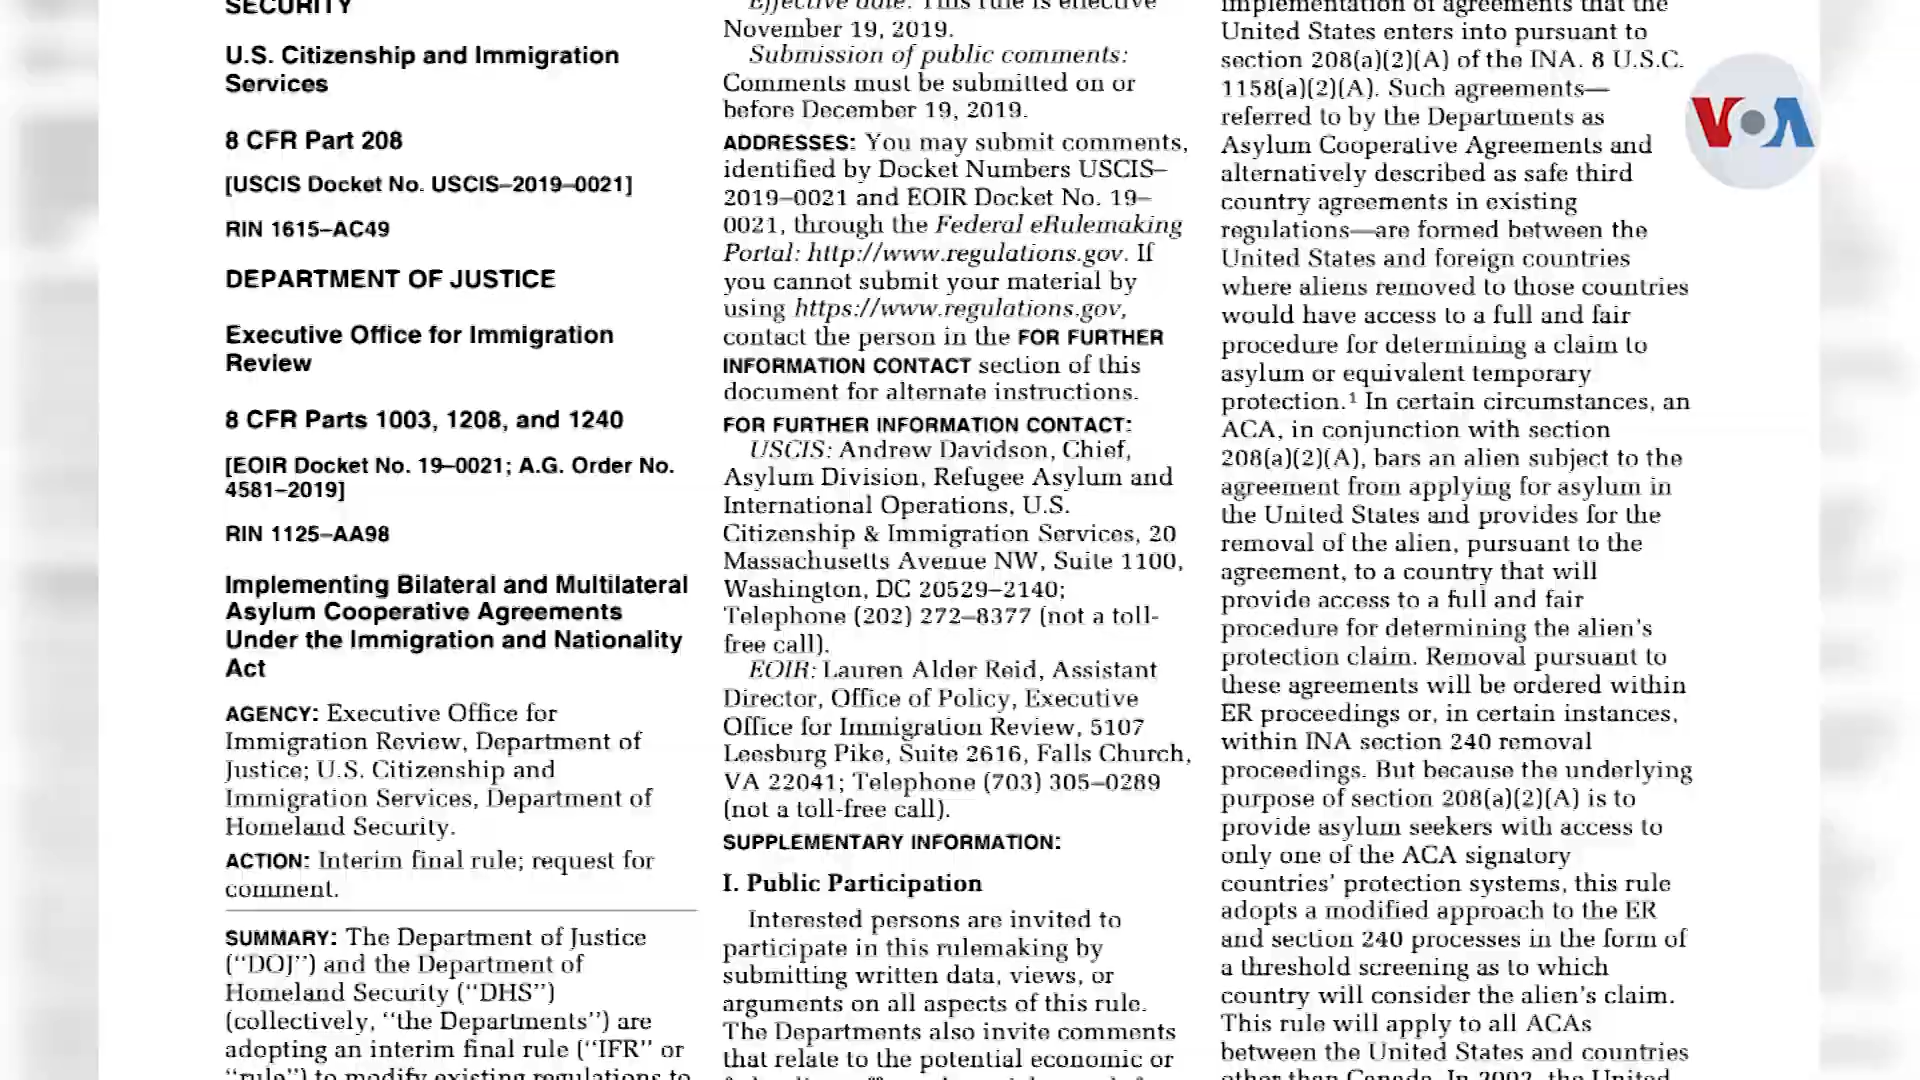 SECURITY
U.S. Citizenship and Immigration
Services
8 CFR Part 208
[USCIS Docket No. USCIS–2019–0021]
RIN 1615–AC49
DEPARTMENT OF JUSTICE
Executive Office for Immigration
Review
8 CFR Parts 1003, 1208, and 1240
[EOIR Docket No. 19–0021; A.G. Order No.
4581–2019]
RIN 1125–AA98
Implementing Bilateral and Multilateral
Asylum Cooperative Agreements
Under the Immigration and Nationality
Act
AGENCY: Executive Office for
Immigration Review, Department of
Justice; U.S. Citizenship and
Immigration Services, Department of
Homeland Security.
ACTION: Interim final rule; request for
comment.
SUMMARY: The Department of Justice
(‘‘DOJ’’) and the Department of
Homeland Security (‘‘DHS’’)
(collectively, ‘‘the Departments’’) are
adopting an interim final rule (‘‘IFR’’ or
‘‘rule’’) to modify existing regulations to
Effective date: This rule is effective
November 19, 2019.
Submission of public comments:
Comments must be submitted on or
before December 19, 2019.
ADDRESSES: You may submit comments,
identified by Docket Numbers USCIS–
2019–0021 and EOIR Docket No. 19–
0021, through the Federal eRulemaking
Portal: http://www.regulations.gov. If
you cannot submit your material by
using https://www.regulations.gov,
contact the person in the FOR FURTHER
INFORMATION CONTACT section of this
document for alternate instructions.
FOR FURTHER INFORMATION CONTACT:
USCIS: Andrew Davidson, Chief,
Asylum Division, Refugee Asylum and
International Operations, U.S.
Citizenship & Immigration Services, 20
Massachusetts Avenue NW, Suite 1100,
Washington, DC 20529–2140;
Telephone (202) 272–8377 (not a toll-
free call).
EOIR: Lauren Alder Reid, Assistant
Director, Office of Policy, Executive
Office for Immigration Review, 5107
Leesburg Pike, Suite 2616, Falls Church,
VA 22041; Telephone (703) 305–0289
(not a toll-free call).
SUPPLEMENTARY INFORMATION:
I. Public Participation
Interested persons are invited to
participate in this rulemaking by
submitting written data, views, or
arguments on all aspects of this rule.
The Departments also invite comments
that relate to the potential economic or
implementation of agreements that the
United States enters into pursuant to
section 208(a)(2)(A) of the INA. 8 U.S.C.
1158(a)(2)(A). Such agreements—
referred to by the Departments as
Asylum Cooperative Agreements and
alternatively described as safe third
country agreements in existing
regulations—are formed between the
United States and foreign countries
where aliens removed to those countries
would have access to a full and fair
procedure for determining a claim to
asylum or equivalent temporary
protection.¹ In certain circumstances, an
ACA, in conjunction with section
208(a)(2)(A), bars an alien subject to the
agreement from applying for asylum in
the United States and provides for the
removal of the alien, pursuant to the
agreement, to a country that will
provide access to a full and fair
procedure for determining the alien’s
protection claim. Removal pursuant to
these agreements will be ordered within
ER proceedings or, in certain instances,
within INA section 240 removal
proceedings. But because the underlying
purpose of section 208(a)(2)(A) is to
provide asylum seekers with access to
only one of the ACA signatory
countries’ protection systems, this rule
adopts a modified approach to the ER
and section 240 processes in the form of
a threshold screening as to which
country will consider the alien’s claim.
This rule will apply to all ACAs
between the United States and countries
other than Canada. In 2002, the United
VOA